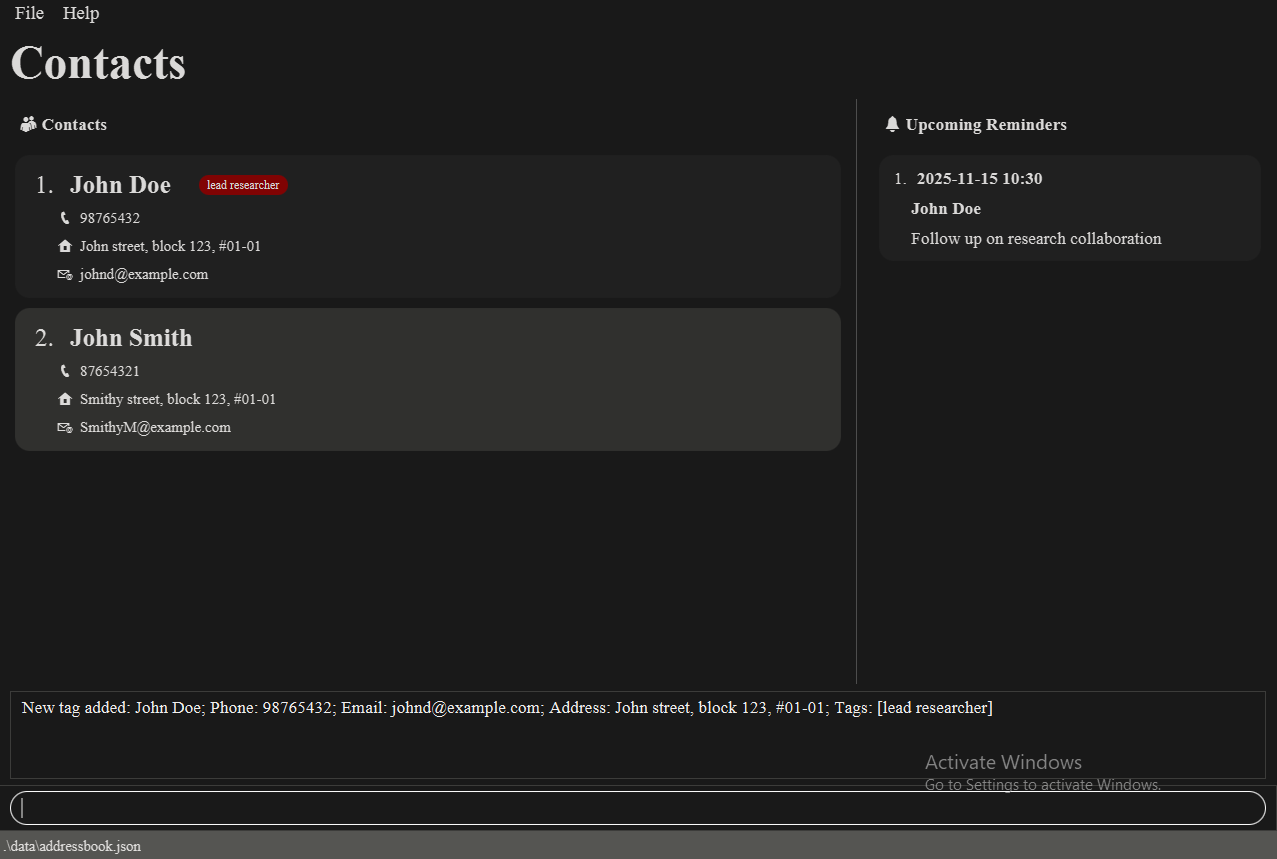 File Help
Contacts
Contacts
1. John Doe lead researcher
98765432
John street, block 123, #01-01
johnd@example.com
2. John Smith
87654321
Smithy street, block 123, #01-01
SmithyM@example.com
Upcoming Reminders
1. 2025-11-15 10:30
John Doe
Follow up on research collaboration
New tag added: John Doe; Phone: 98765432; Email: johnd@example.com; Address: John street, block 123, #01-01; Tags: [lead researcher]
Activate Windows
Go to Settings to activate Windows.
.\data\addressbook.json